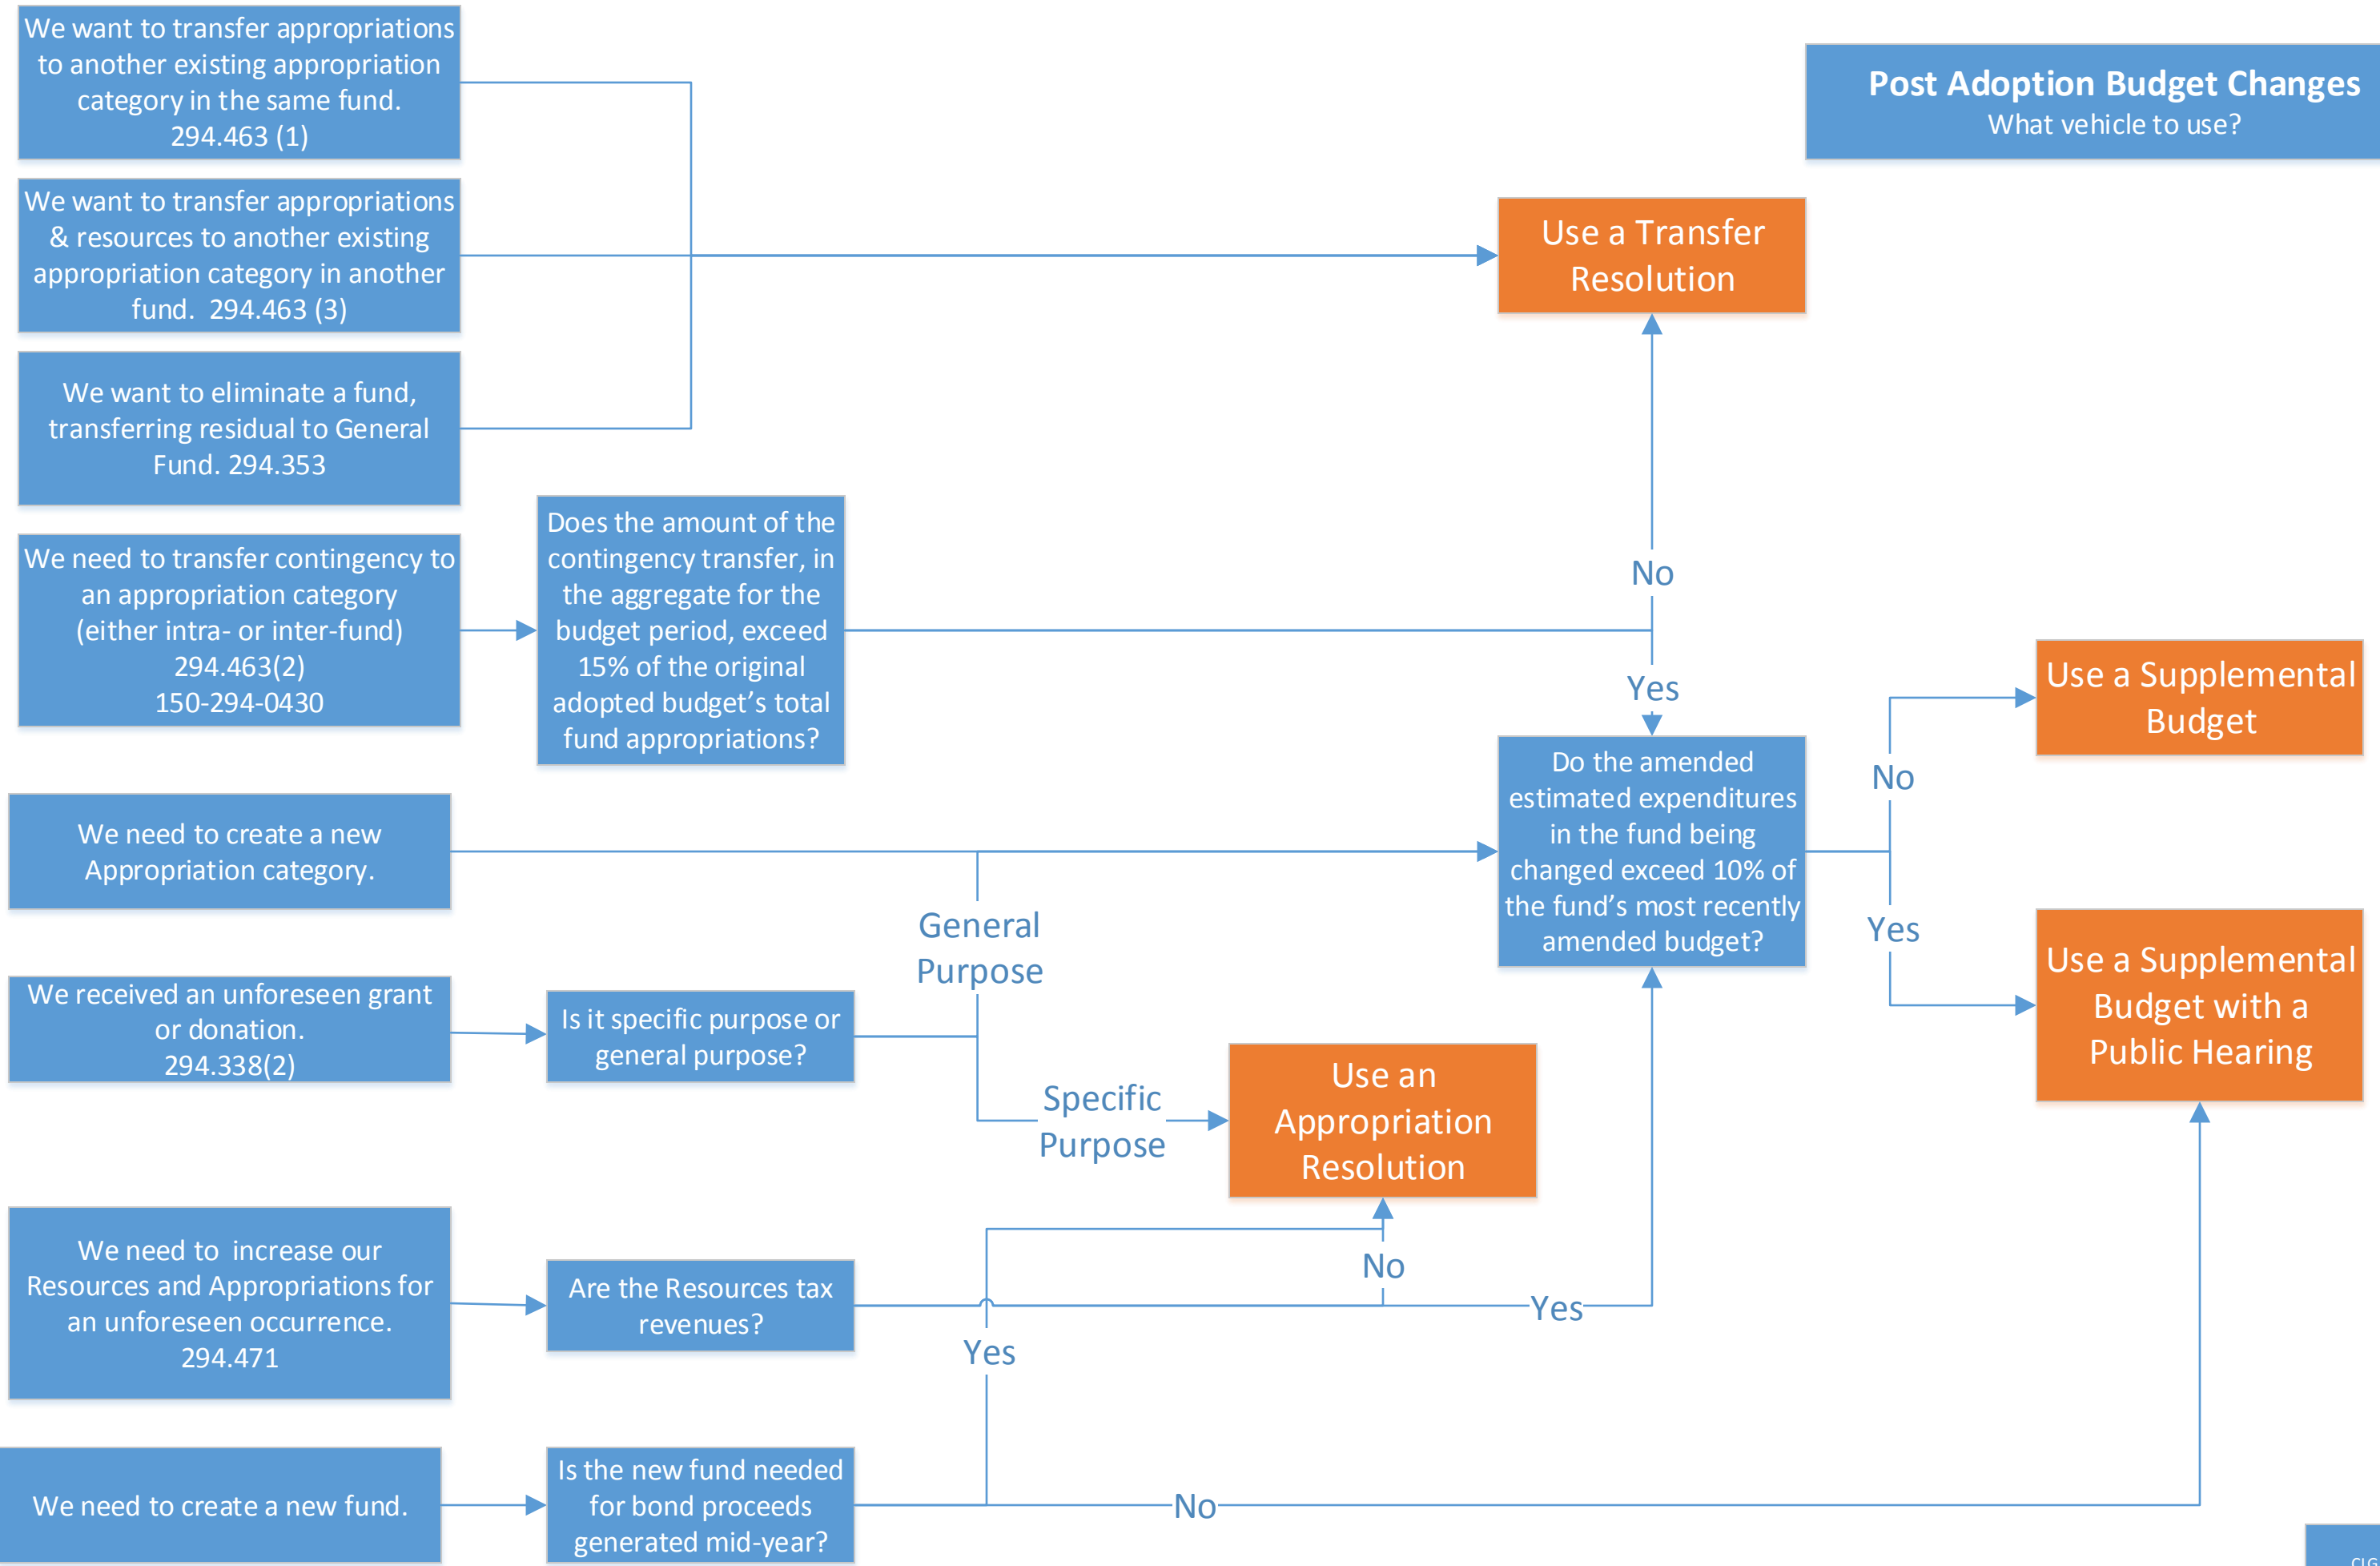 We want to transfer appropriations
to another existing appropriation
category in the same fund.
294.463 (1)
Post Adoption Budget Changes
What vehicle to use?
We want to transfer appropriations
& resources to another existing
appropriation category in another
fund. 294.463 (3)
Use a Transfer
Resolution
We want to eliminate a fund,
transferring residual to General
Fund. 294.353
We need to transfer contingency to
an appropriation category
(either intra- or inter-fund)
294.463(2)
150-294-0430
Does the amount of the
contingency transfer, in
the aggregate for the
budget period, exceed
15% of the original
adopted budget’s total
fund appropriations?
No
Yes
Use a Supplemental
Budget
Do the amended
estimated expenditures
in the fund being
changed exceed 10% of
the fund’s most recently
amended budget?
No
Yes
We need to create a new
Appropriation category.
General
Purpose
Use a Supplemental
Budget with a
Public Hearing
We received an unforeseen grant
or donation.
294.338(2)
Is it specific purpose or
general purpose?
Specific
Purpose
Use an
Appropriation
Resolution
We need to increase our
Resources and Appropriations for
an unforeseen occurrence.
294.471
Are the Resources tax
revenues?
No
Yes
Yes
We need to create a new fund.
Is the new fund needed
for bond proceeds
generated mid-year?
No